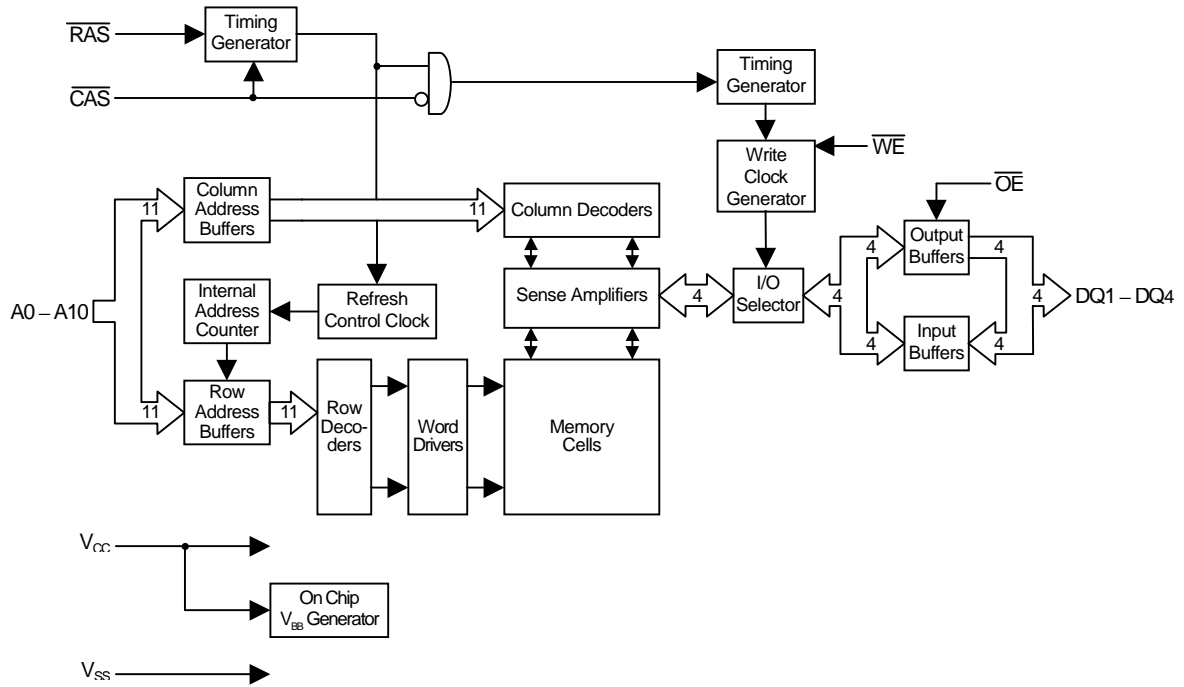 RAS
Timing
Generator
CAS
Timing
Generator
WE
Write
Clock
Generator
OE
11
Column
Address
Buffers
11
Column Decoders
4
Output
Buffers
4
A0 – A10
Internal
Address
Counter
Refresh
Control Clock
Sense Amplifiers
4
I/O
Selector
4
4
DQ1 – DQ4
4
Input
Buffers
4
11
Row
Address
Buffers
11
Row
Deco-
ders
Word
Drivers
Memory
Cells
VCC
On Chip
VBB Generator
VSS